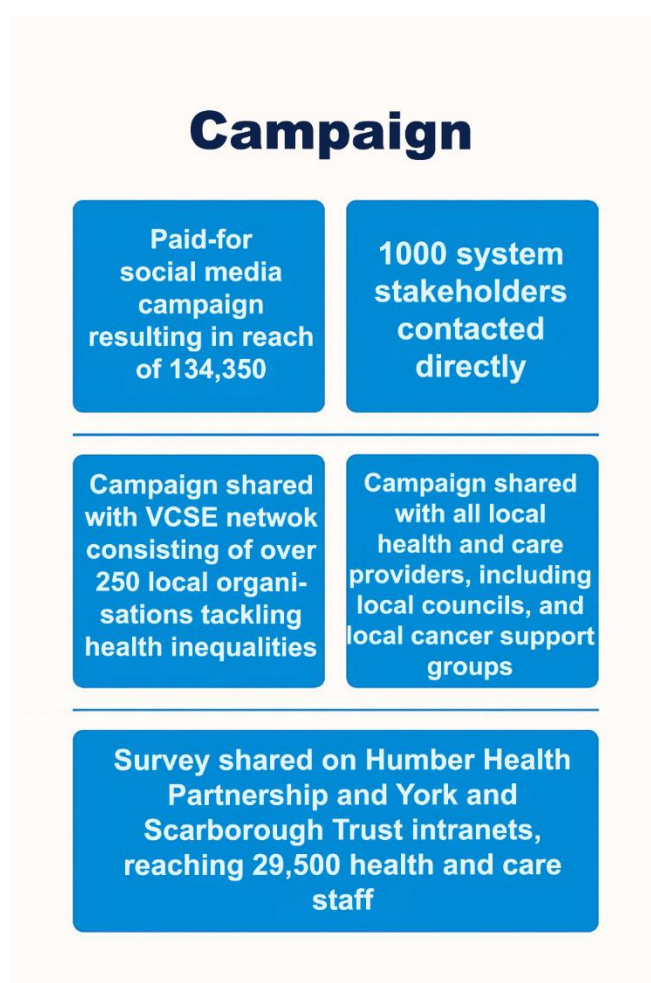 Campaign
Paid-for
social media
campaign
resulting in reach
of 134,350
1000 system
stakeholders
contacted
directly
Campaign shared
with VCSE netwok
consisting of over
250 local organi-
sations tackling
health inequalities
Campaign shared
with all local
health and care
providers, including
local councils, and
local cancer support
groups
Survey shared on Humber Health
Partnership and York and
Scarborough Trust intranets,
reaching 29,500 health and care
staff